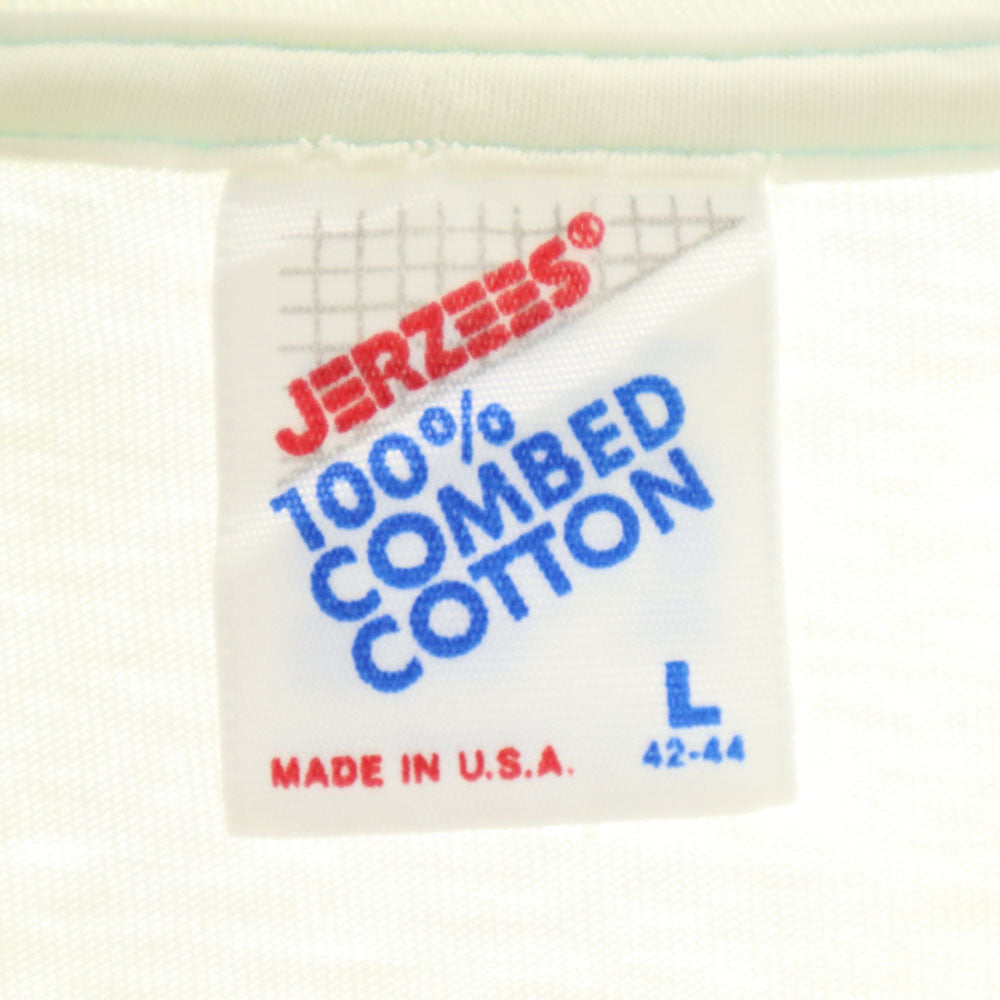 JERZEES®
100%
COMBED
COTTON
L
42-44
MADE IN U.S.A.